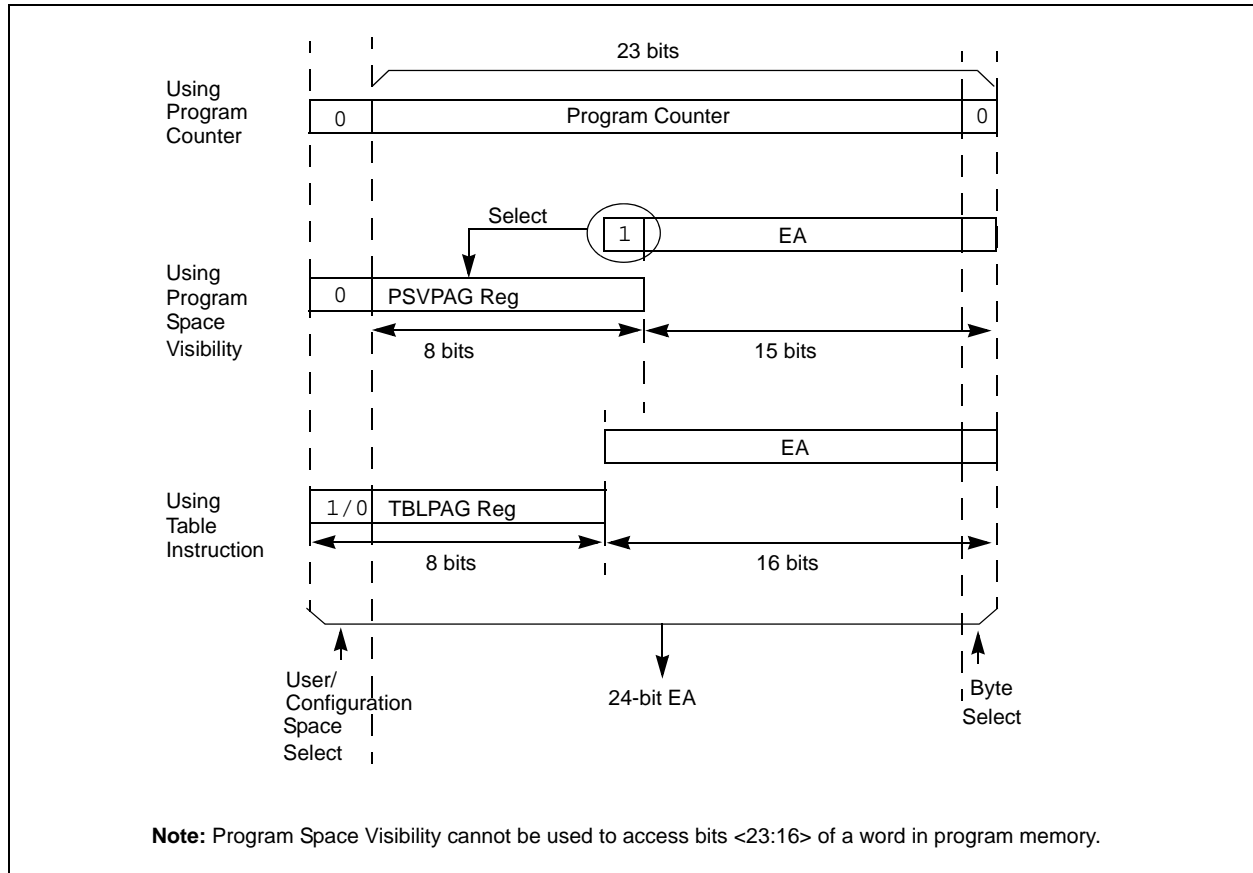 23 bits
Using
Program
Counter
0
Program Counter
0
Select
1
EA
Using
Program
Space
Visibility
0
PSVPAG Reg
8 bits
15 bits
EA
Using
Table
Instruction
1/0
TBLPAG Reg
8 bits
16 bits
User/
Configuration
Space
Select
24-bit EA
Byte
Select
Note: Program Space Visibility cannot be used to access bits <23:16> of a word in program memory.